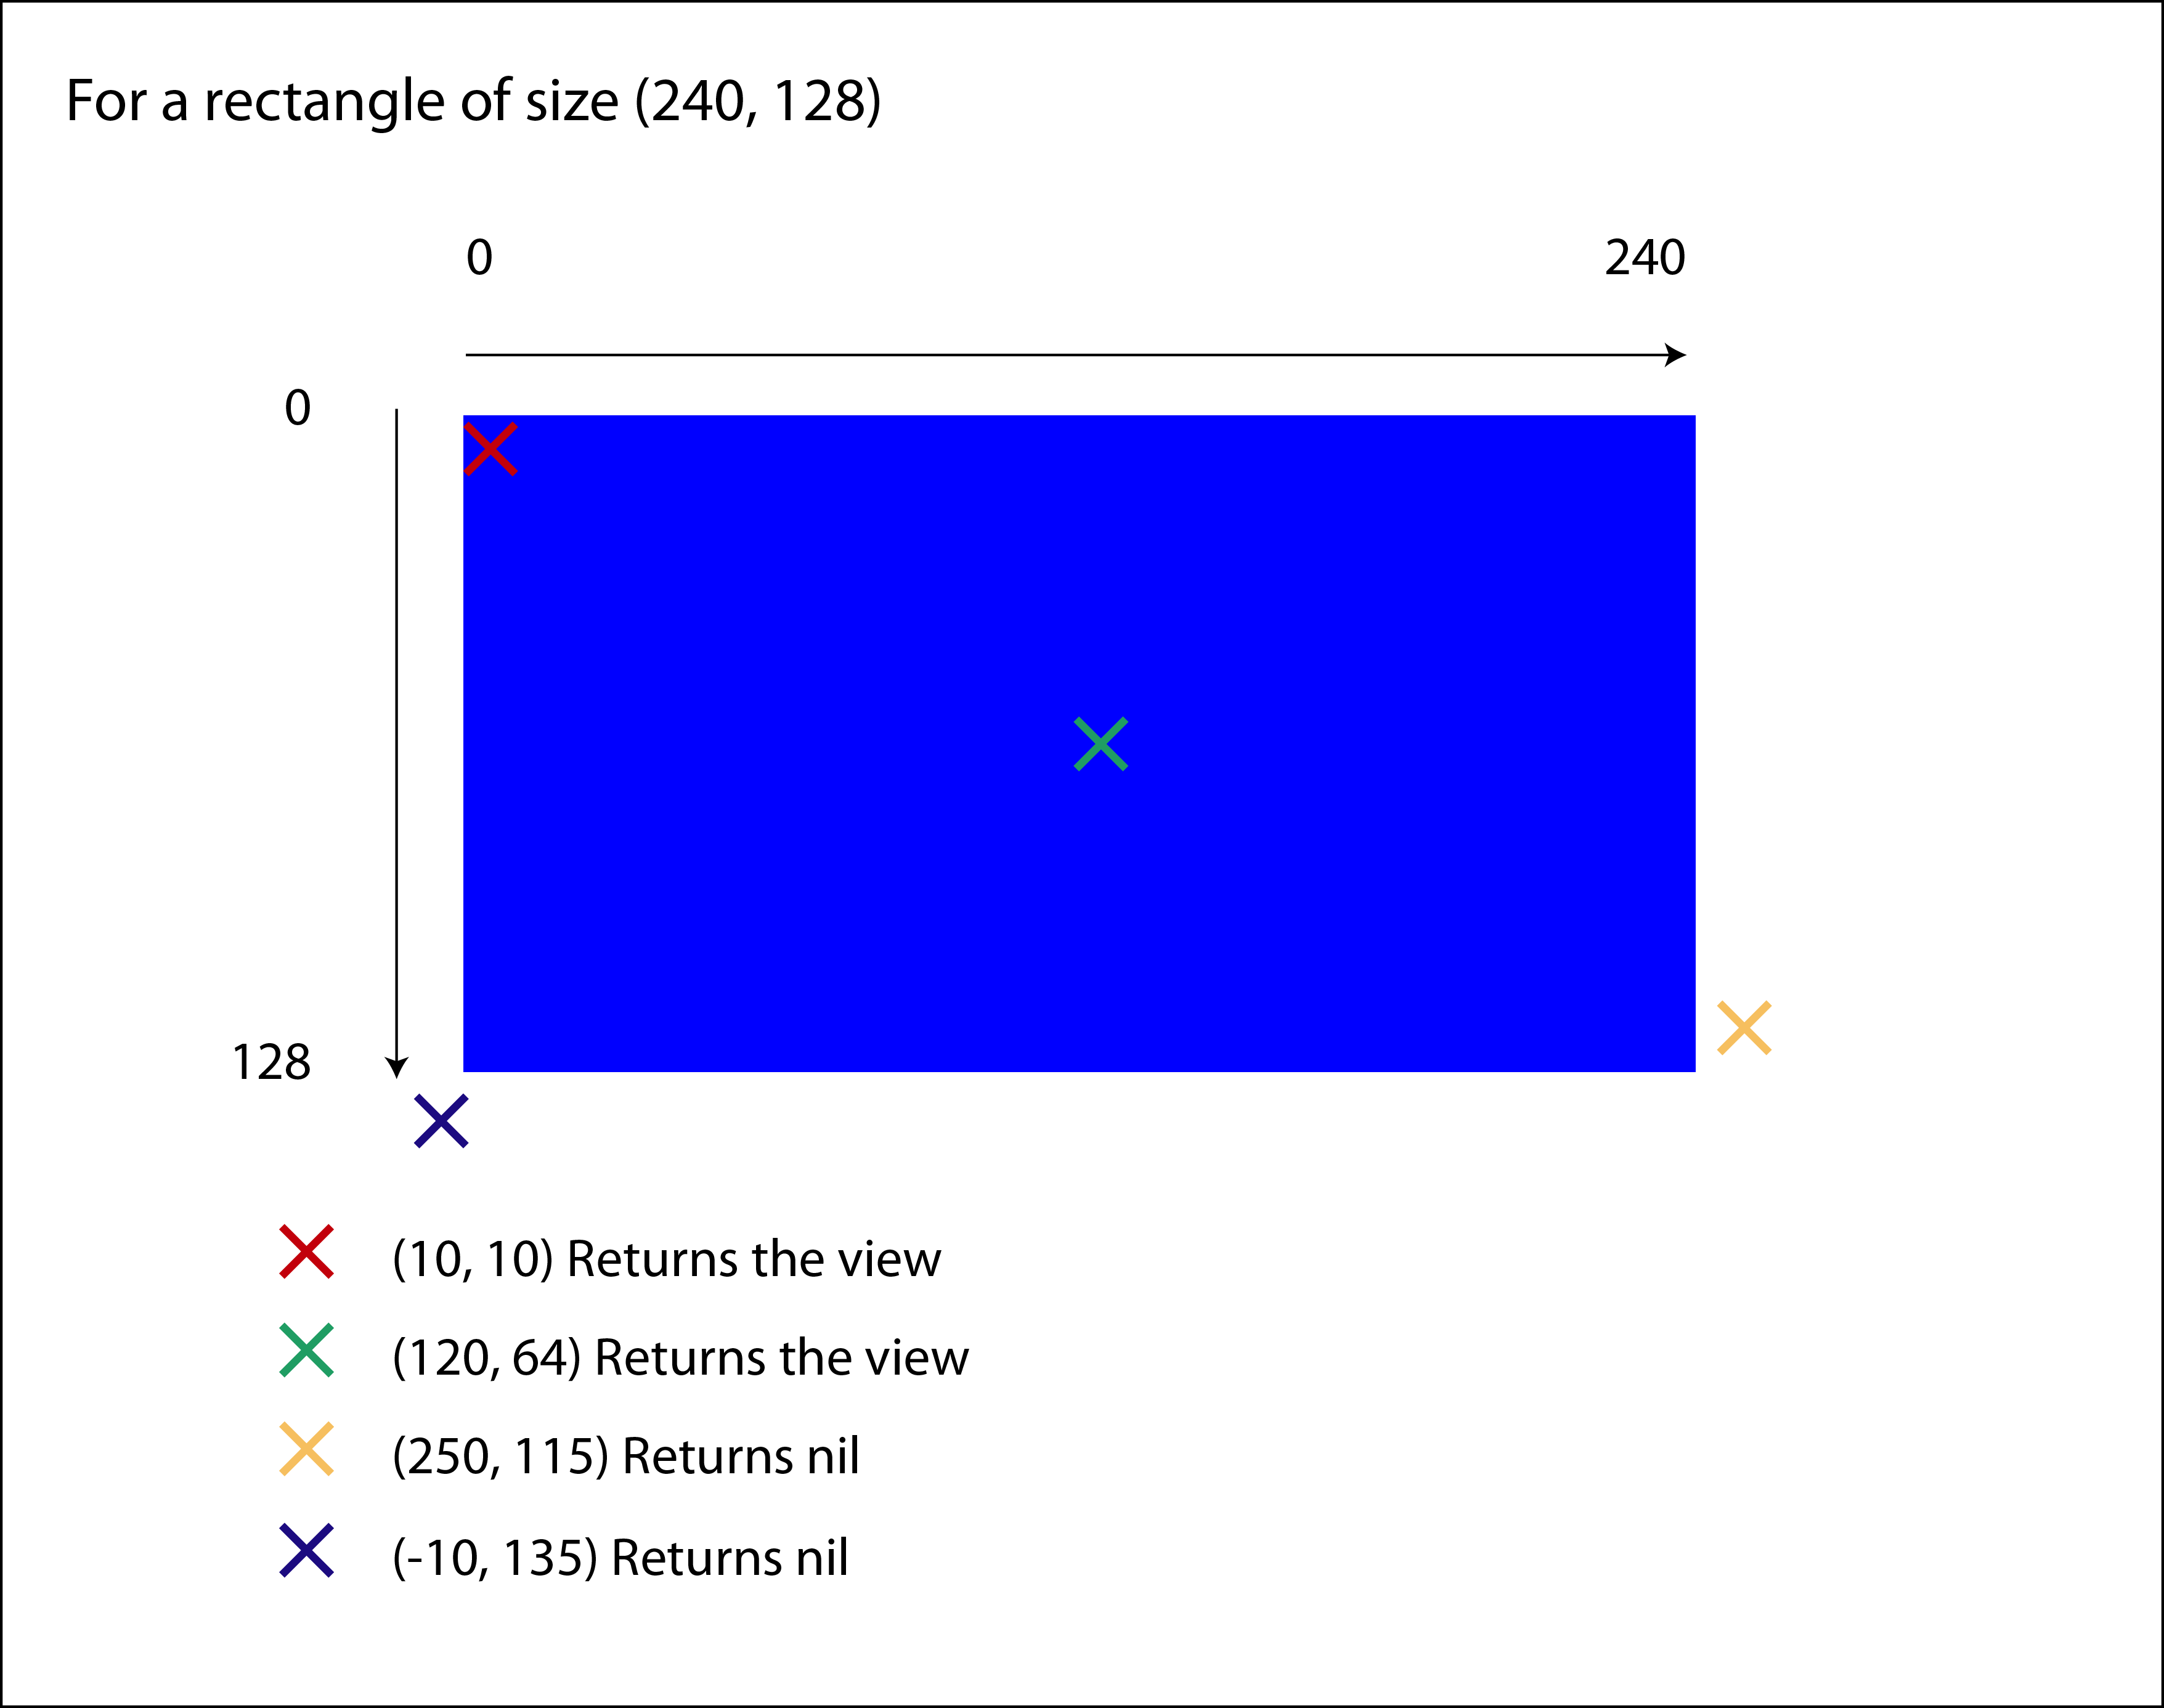 For a rectangle of size (240, 128)
0 240
0
128
(10, 10) Returns the view
(120, 64) Returns the view
(250, 115) Returns nil
(-10, 135) Returns nil